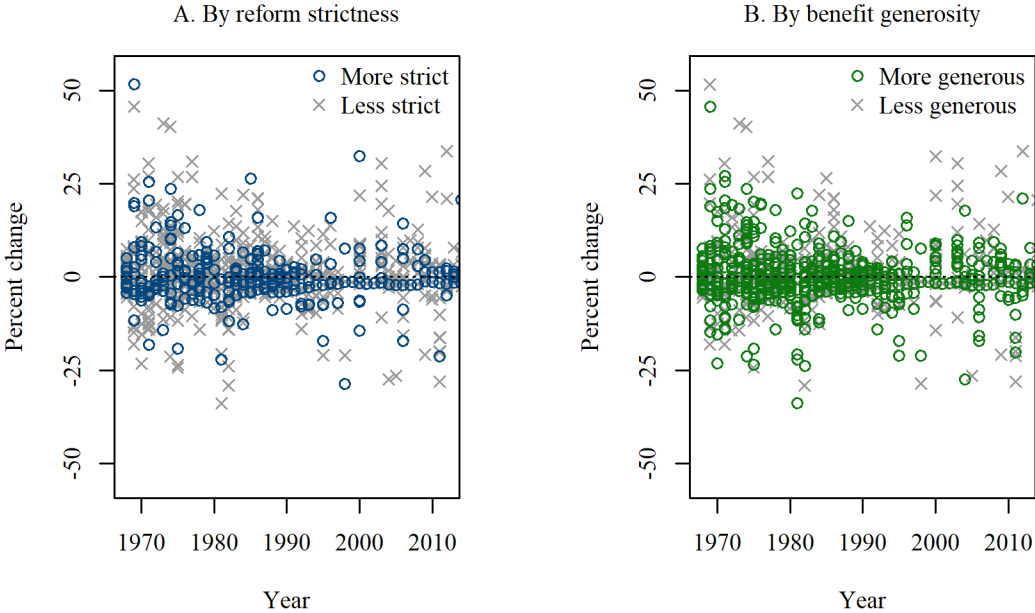 A. By reform strictness
More strict
Less strict
50
25
0
-25
-50
Percent change
1970 1980 1990 2000 2010
Year
B. By benefit generosity
More generous
Less generous
50
25
0
-25
-50
Percent change
1970 1980 1990 2000 2010
Year